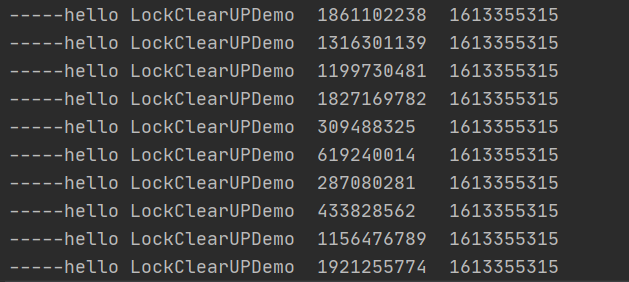 -----hello LockClearUPDemo  1861102238  1613355315
-----hello LockClearUPDemo  1316301139  1613355315
-----hello LockClearUPDemo  1199730481  1613355315
-----hello LockClearUPDemo  1827169782  1613355315
-----hello LockClearUPDemo  309488325   1613355315
-----hello LockClearUPDemo  619240014   1613355315
-----hello LockClearUPDemo  287080281   1613355315
-----hello LockClearUPDemo  433828562   1613355315
-----hello LockClearUPDemo  1156476789  1613355315
-----hello LockClearUPDemo  1921255774  1613355315